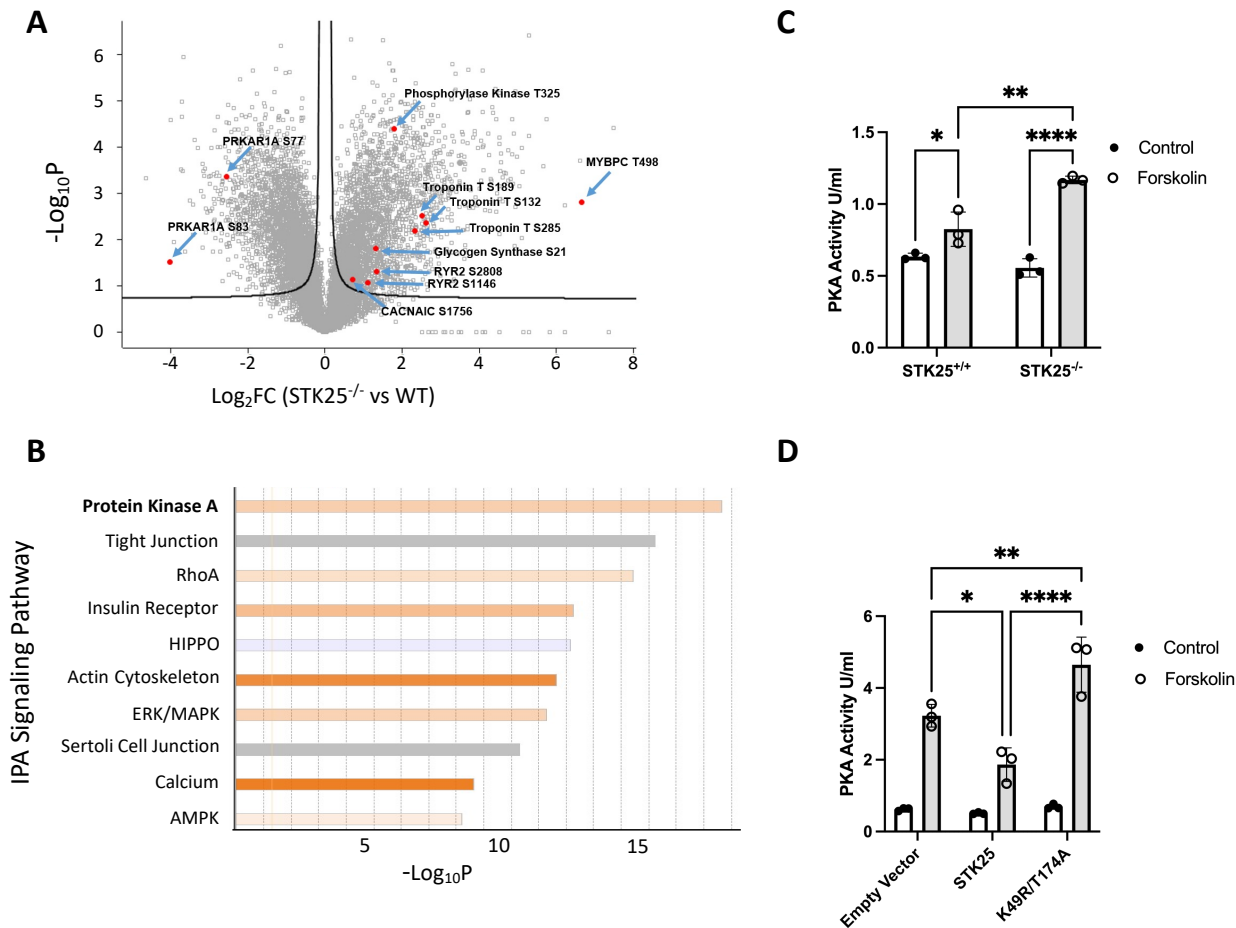 A
-Log10P
6
5
4
3
2
1
0
Phosphorylase Kinase T325
PRKAR1A S77
MYBPC T498
Troponin T S189
Troponin T S132
PRKAR1A S83
Troponin T S285
Glycogen Synthase S21
RYR2 S2808
RYR2 S1146
CACNAIC S1756
-4 -2 0 2 4 6 8
Log2FC (STK25-/- vs WT)
B
IPA Signaling Pathway
Protein Kinase A
Tight Junction
RhoA
Insulin Receptor
HIPPO
Actin Cytoskeleton
ERK/MAPK
Sertoli Cell Junction
Calcium
AMPK
5 10 15
-Log10P
C
**
* ****
PKA Activity U/ml
1.5
1.0
0.5
0.0
STK25+/+ STK25-/-
Control
Forskolin
D
**
* ****
PKA Activity U/ml
6
4
2
0
Empty Vector STK25 K49R/T174A
Control
Forskolin